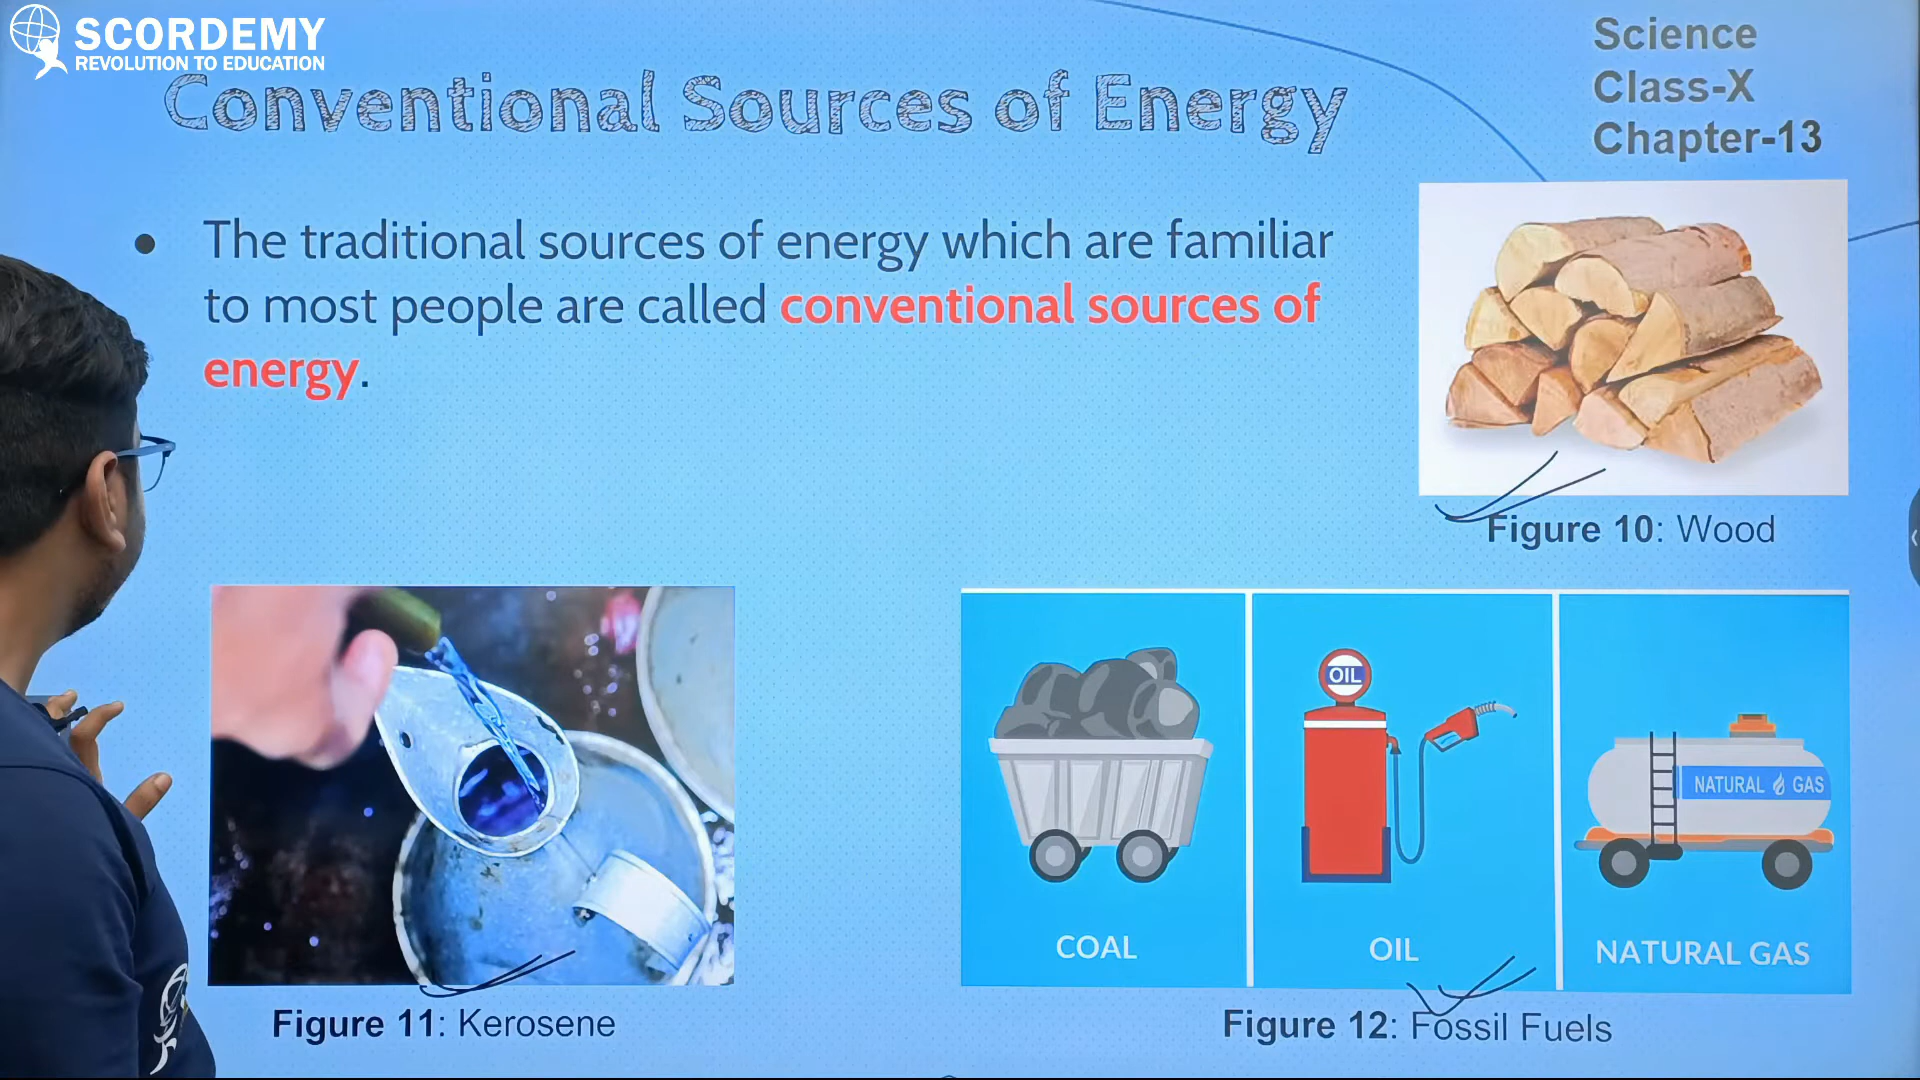 SCORDEMY
REVOLUTION TO EDUCATION
Science
Class-X
Chapter-13
Conventional Sources of Energy
The traditional sources of energy which are familiar
to most people are called conventional sources of
energy.
Figure 10: Wood
OIL
NATURAL GAS
COAL
OIL
NATURAL GAS
Figure 11: Kerosene
Figure 12: Fossil Fuels